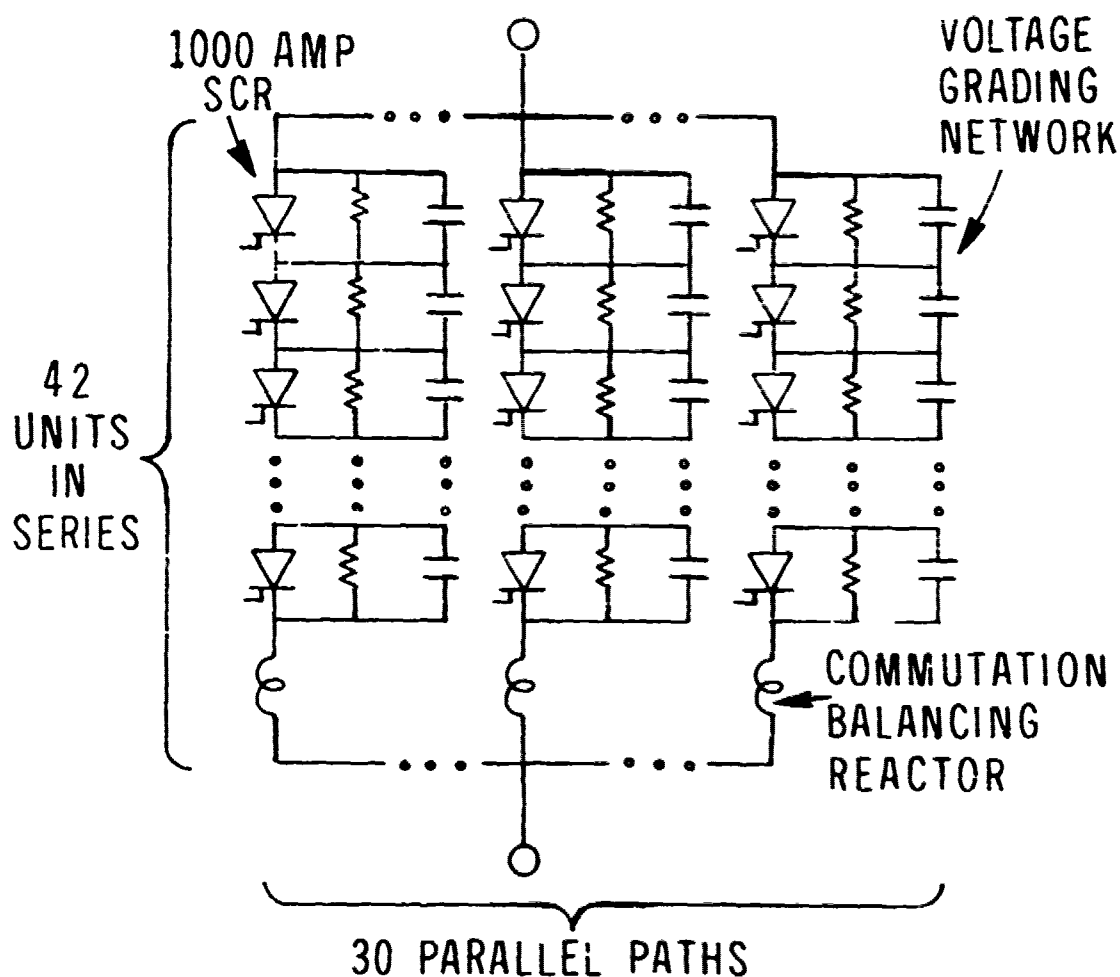 1000 AMP
SCR
VOLTAGE
GRADING
NETWORK
42
UNITS
IN
SERIES
COMMUTATION
BALANCING
REACTOR
30 PARALLEL PATHS